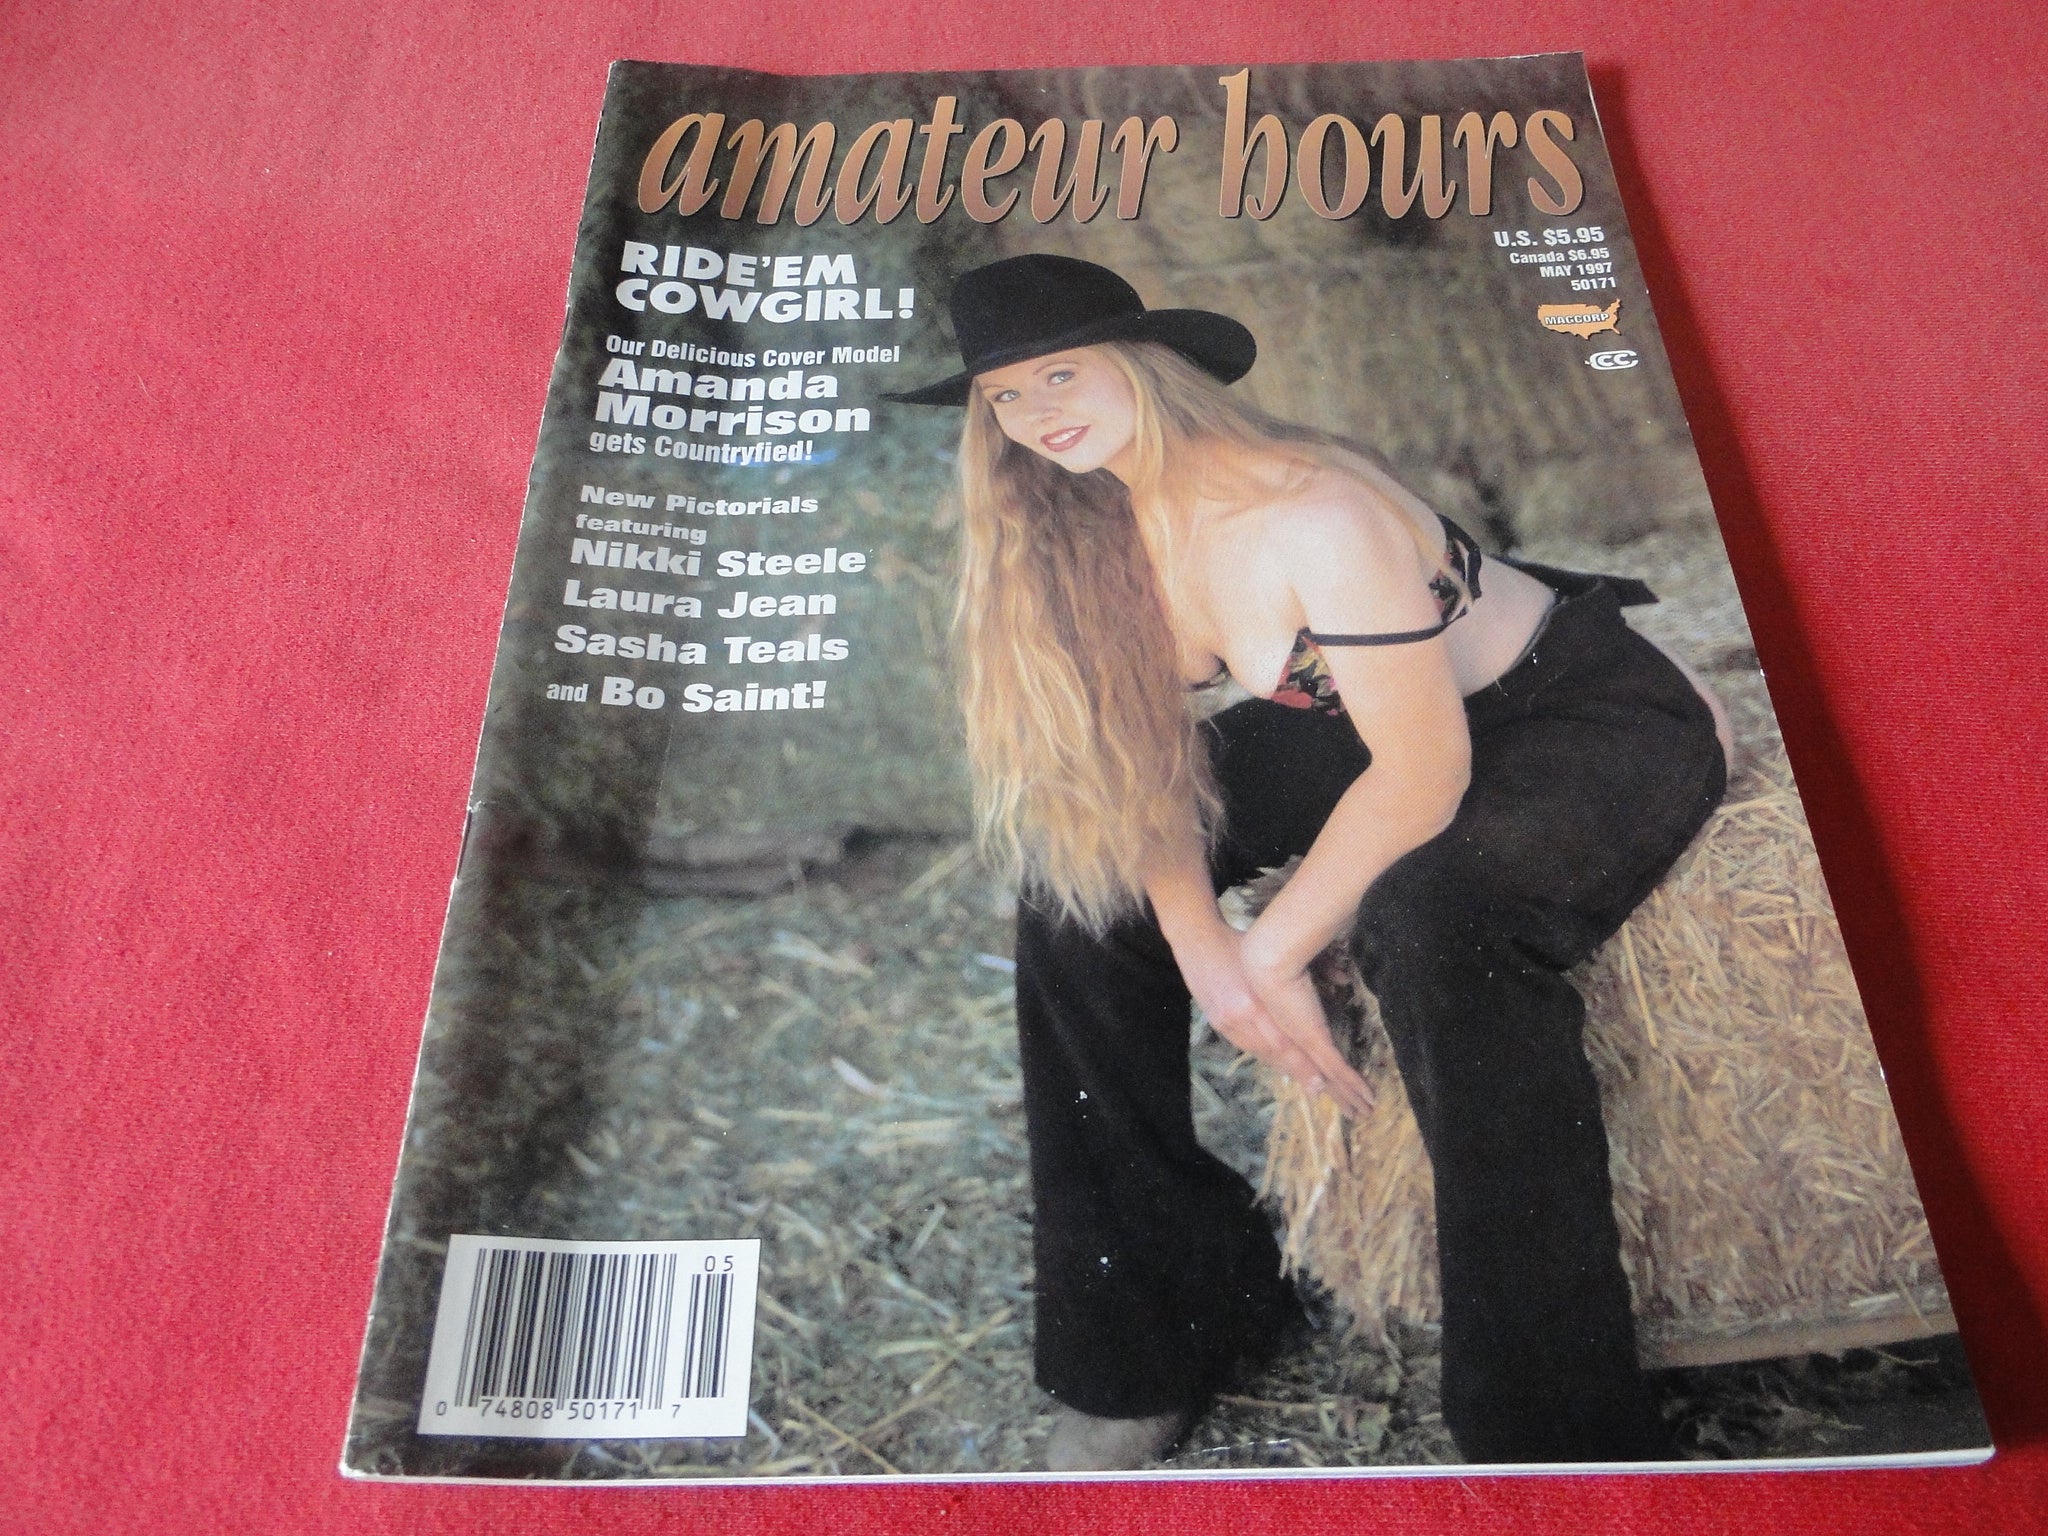 amateur hours
U.S. $5.95
Canada $6.95
MAY 1997
50171
MAGCORP
CC
RIDE'EM
COWGIRL!
Our Delicious Cover Model
Amanda
Morrison
gets Countryfied!
New Pictorials
featuring
Nikki Steele
Laura Jean
Sasha Teals
and Bo Saint!
05
0 74808 50171 7